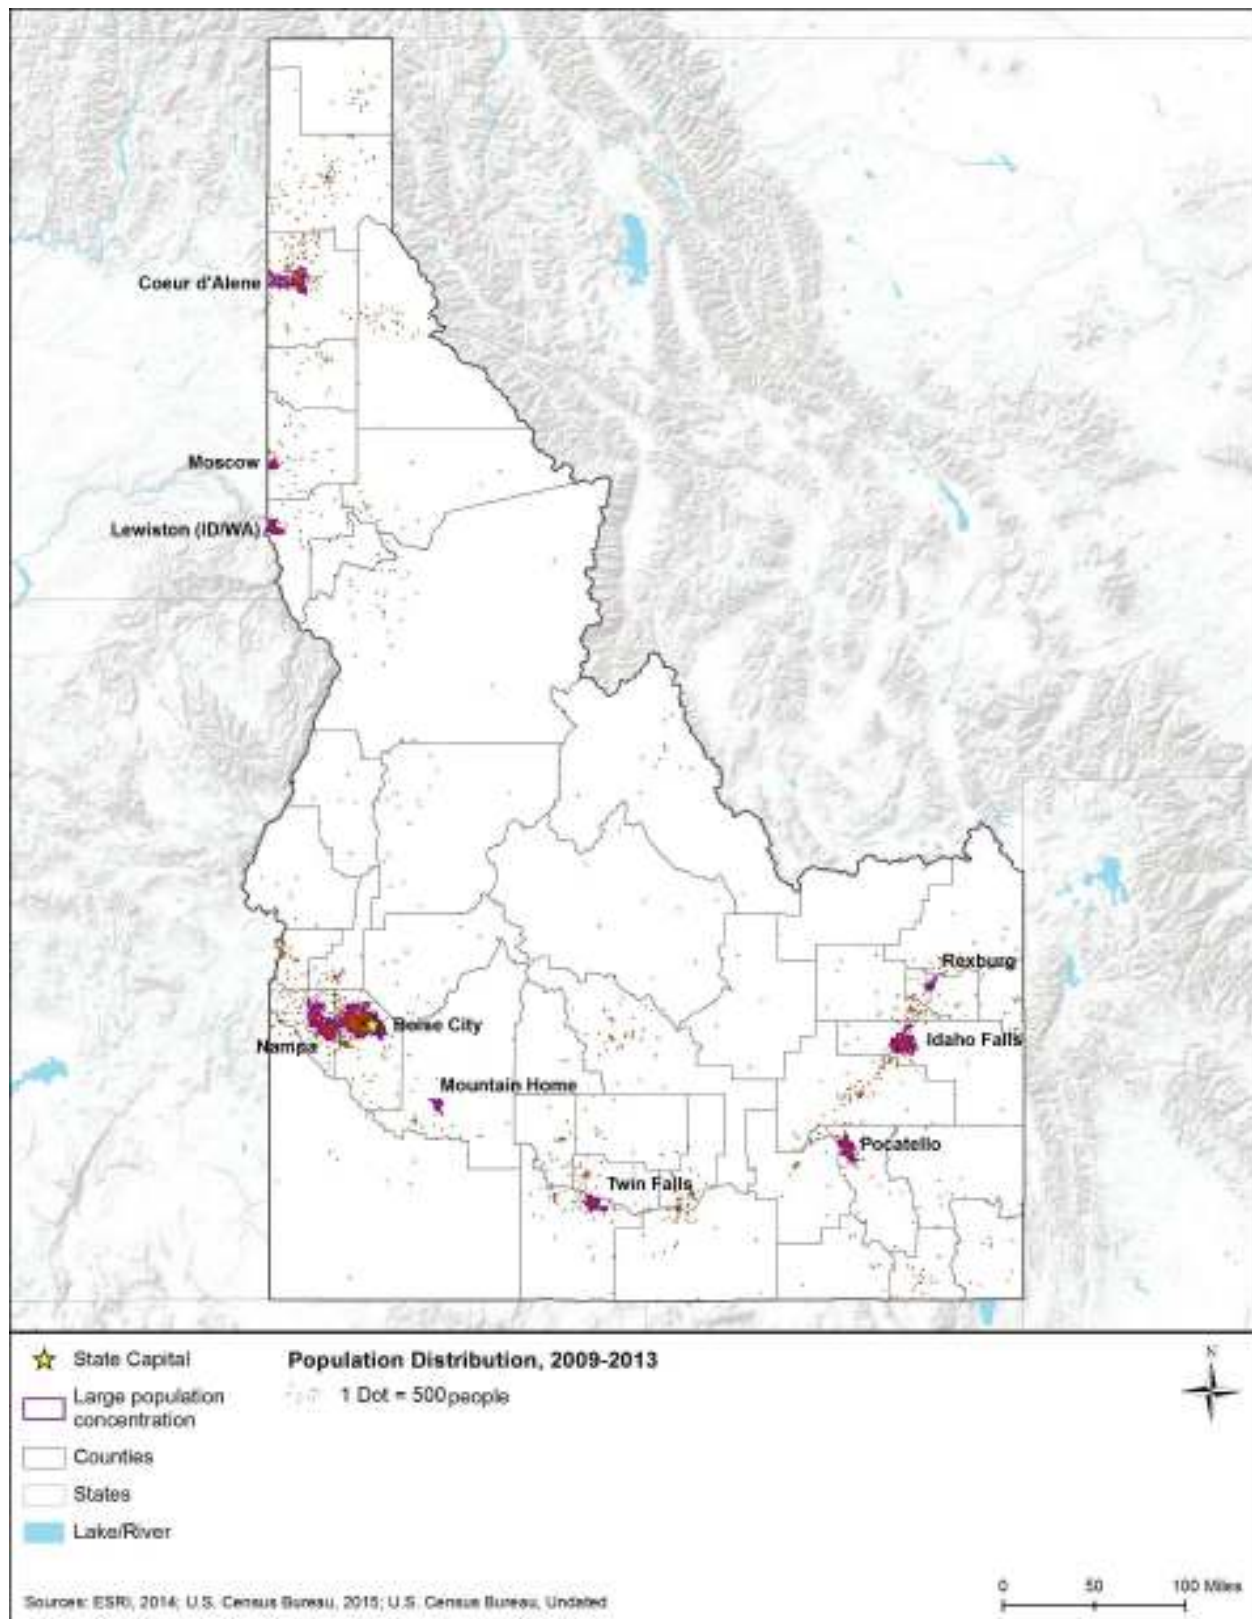 Coeur d'Alene
Moscow
Lewiston (ID/WA)
Rexburg
Boise City
Idaho Falls
Nampa
Mountain Home
Pocatello
Twin Falls
State Capital
Population Distribution, 2009-2013
N
Large population
concentration
1 Dot = 500 people
Counties
States
Lake/River
0 50 100 Miles
Sources: ESRI, 2014; U.S. Census Bureau, 2015; U.S. Census Bureau, Undated